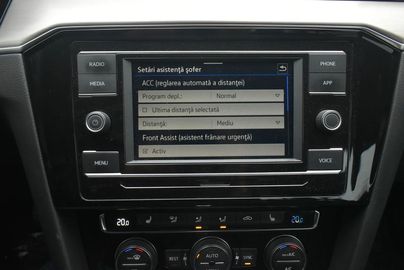 RADIO
MEDIA
MENU
PHONE
APP
VOICE
Setări asistenţă şofer
ACC (reglarea automată a distanţei)
Program depl.: Normal
Ultima distanţă selectată
Distanţă: Mediu
Front Assist (asistent frânare urgenţă)
Activ
20.0
20.0
REST
AUTO
SYNC